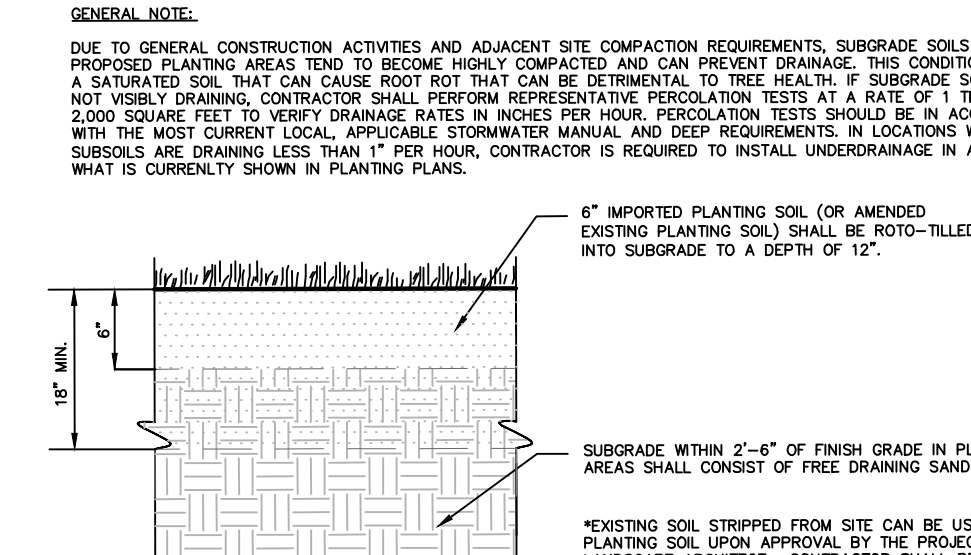 GENERAL NOTE:
DUE TO GENERAL CONSTRUCTION ACTIVITIES AND ADJACENT SITE COMPACTION REQUIREMENTS, SUBGRADE SOILS
PROPOSED PLANTING AREAS TEND TO BECOME HIGHLY COMPACTED AND CAN PREVENT DRAINAGE. THIS
A SATURATED SOIL THAT CAN CAUSE ROOT ROT THAT CAN BE DETRIMENTAL TO TREE HEALTH. IF SUBGRADE
NOT VISIBLY DRAINING, CONTRACTOR SHALL PERFORM REPRESENTATIVE PERCOLATION TESTS AT A RATE OF 1
2,000 SQUARE FEET TO VERIFY DRAINAGE RATES IN INCHES PER HOUR. PERCOLATION TESTS SHOULD BE IN
WITH THE MOST CURRENT LOCAL, APPLICABLE STORMWATER MANUAL AND DEEP REQUIREMENTS. IN LOCATIONS
SUBSOILS ARE DRAINING LESS THAN 1" PER HOUR, CONTRACTOR IS REQUIRED TO INSTALL UNDERDRAINAGE IN
WHAT IS CURRENLTY SHOWN IN PLANTING PLANS.
6" IMPORTED PLANTING SOIL (OR AMENDED
EXISTING PLANTING SOIL) SHALL BE ROTO-TILLED
INTO SUBGRADE TO A DEPTH OF 12".
6"
18" MIN.
SUBGRADE WITHIN 2'-6" OF FINISH GRADE IN
AREAS SHALL CONSIST OF FREE DRAINING SAND
*EXISTING SOIL STRIPPED FROM SITE CAN BE
PLANTING SOIL UPON APPROVAL BY THE